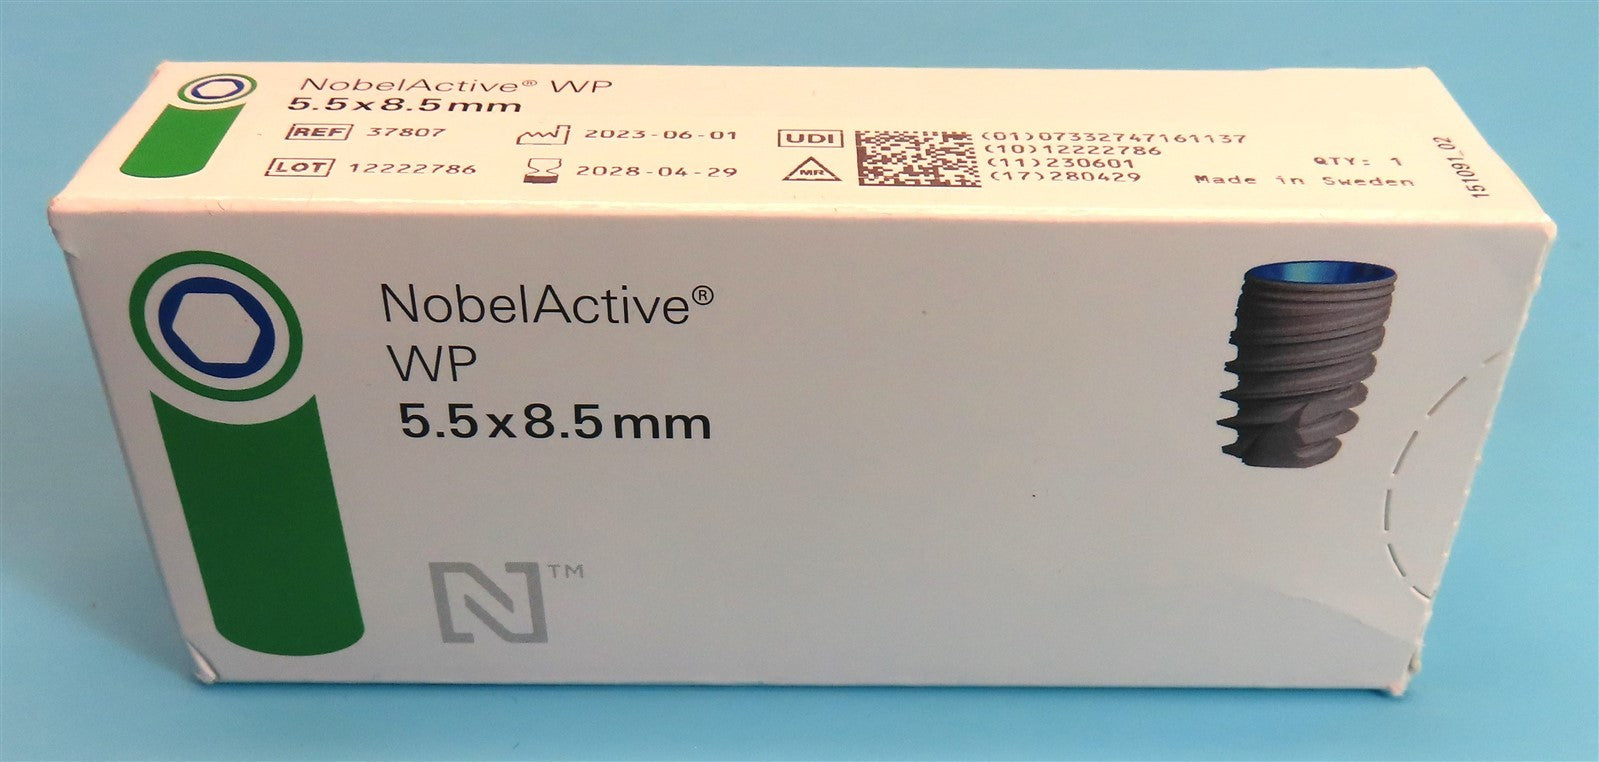 NobelActive® WP
5.5x8.5mm
REF 37807
2023-06-01
LOT 12222786
2028-04-29
UDI
MR
(01)07332747161137
(10)12222786
(11)230601
(17)280429
QTY: 1
Made in Sweden
151091_02
NobelActive®
WP
5.5x8.5mm
N™